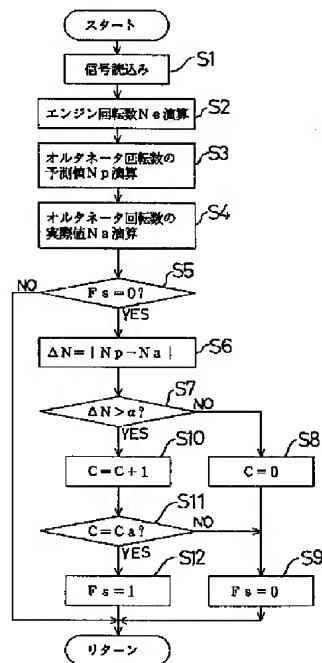 スタート
信号読込み
S1
エンジン回転数Ne演算
S2
オルタネータ回転数の
予測値Np演算
S3
オルタネータ回転数の
実際値Na演算
S4
Fs=0?
S5
NO
YES
ΔN=|Np-Na|
S6
ΔN>α?
S7
NO
YES
C=C+1
S10
C=0
S8
C=Ca?
S11
NO
YES
Fs=1
S12
Fs=0
S9
リターン